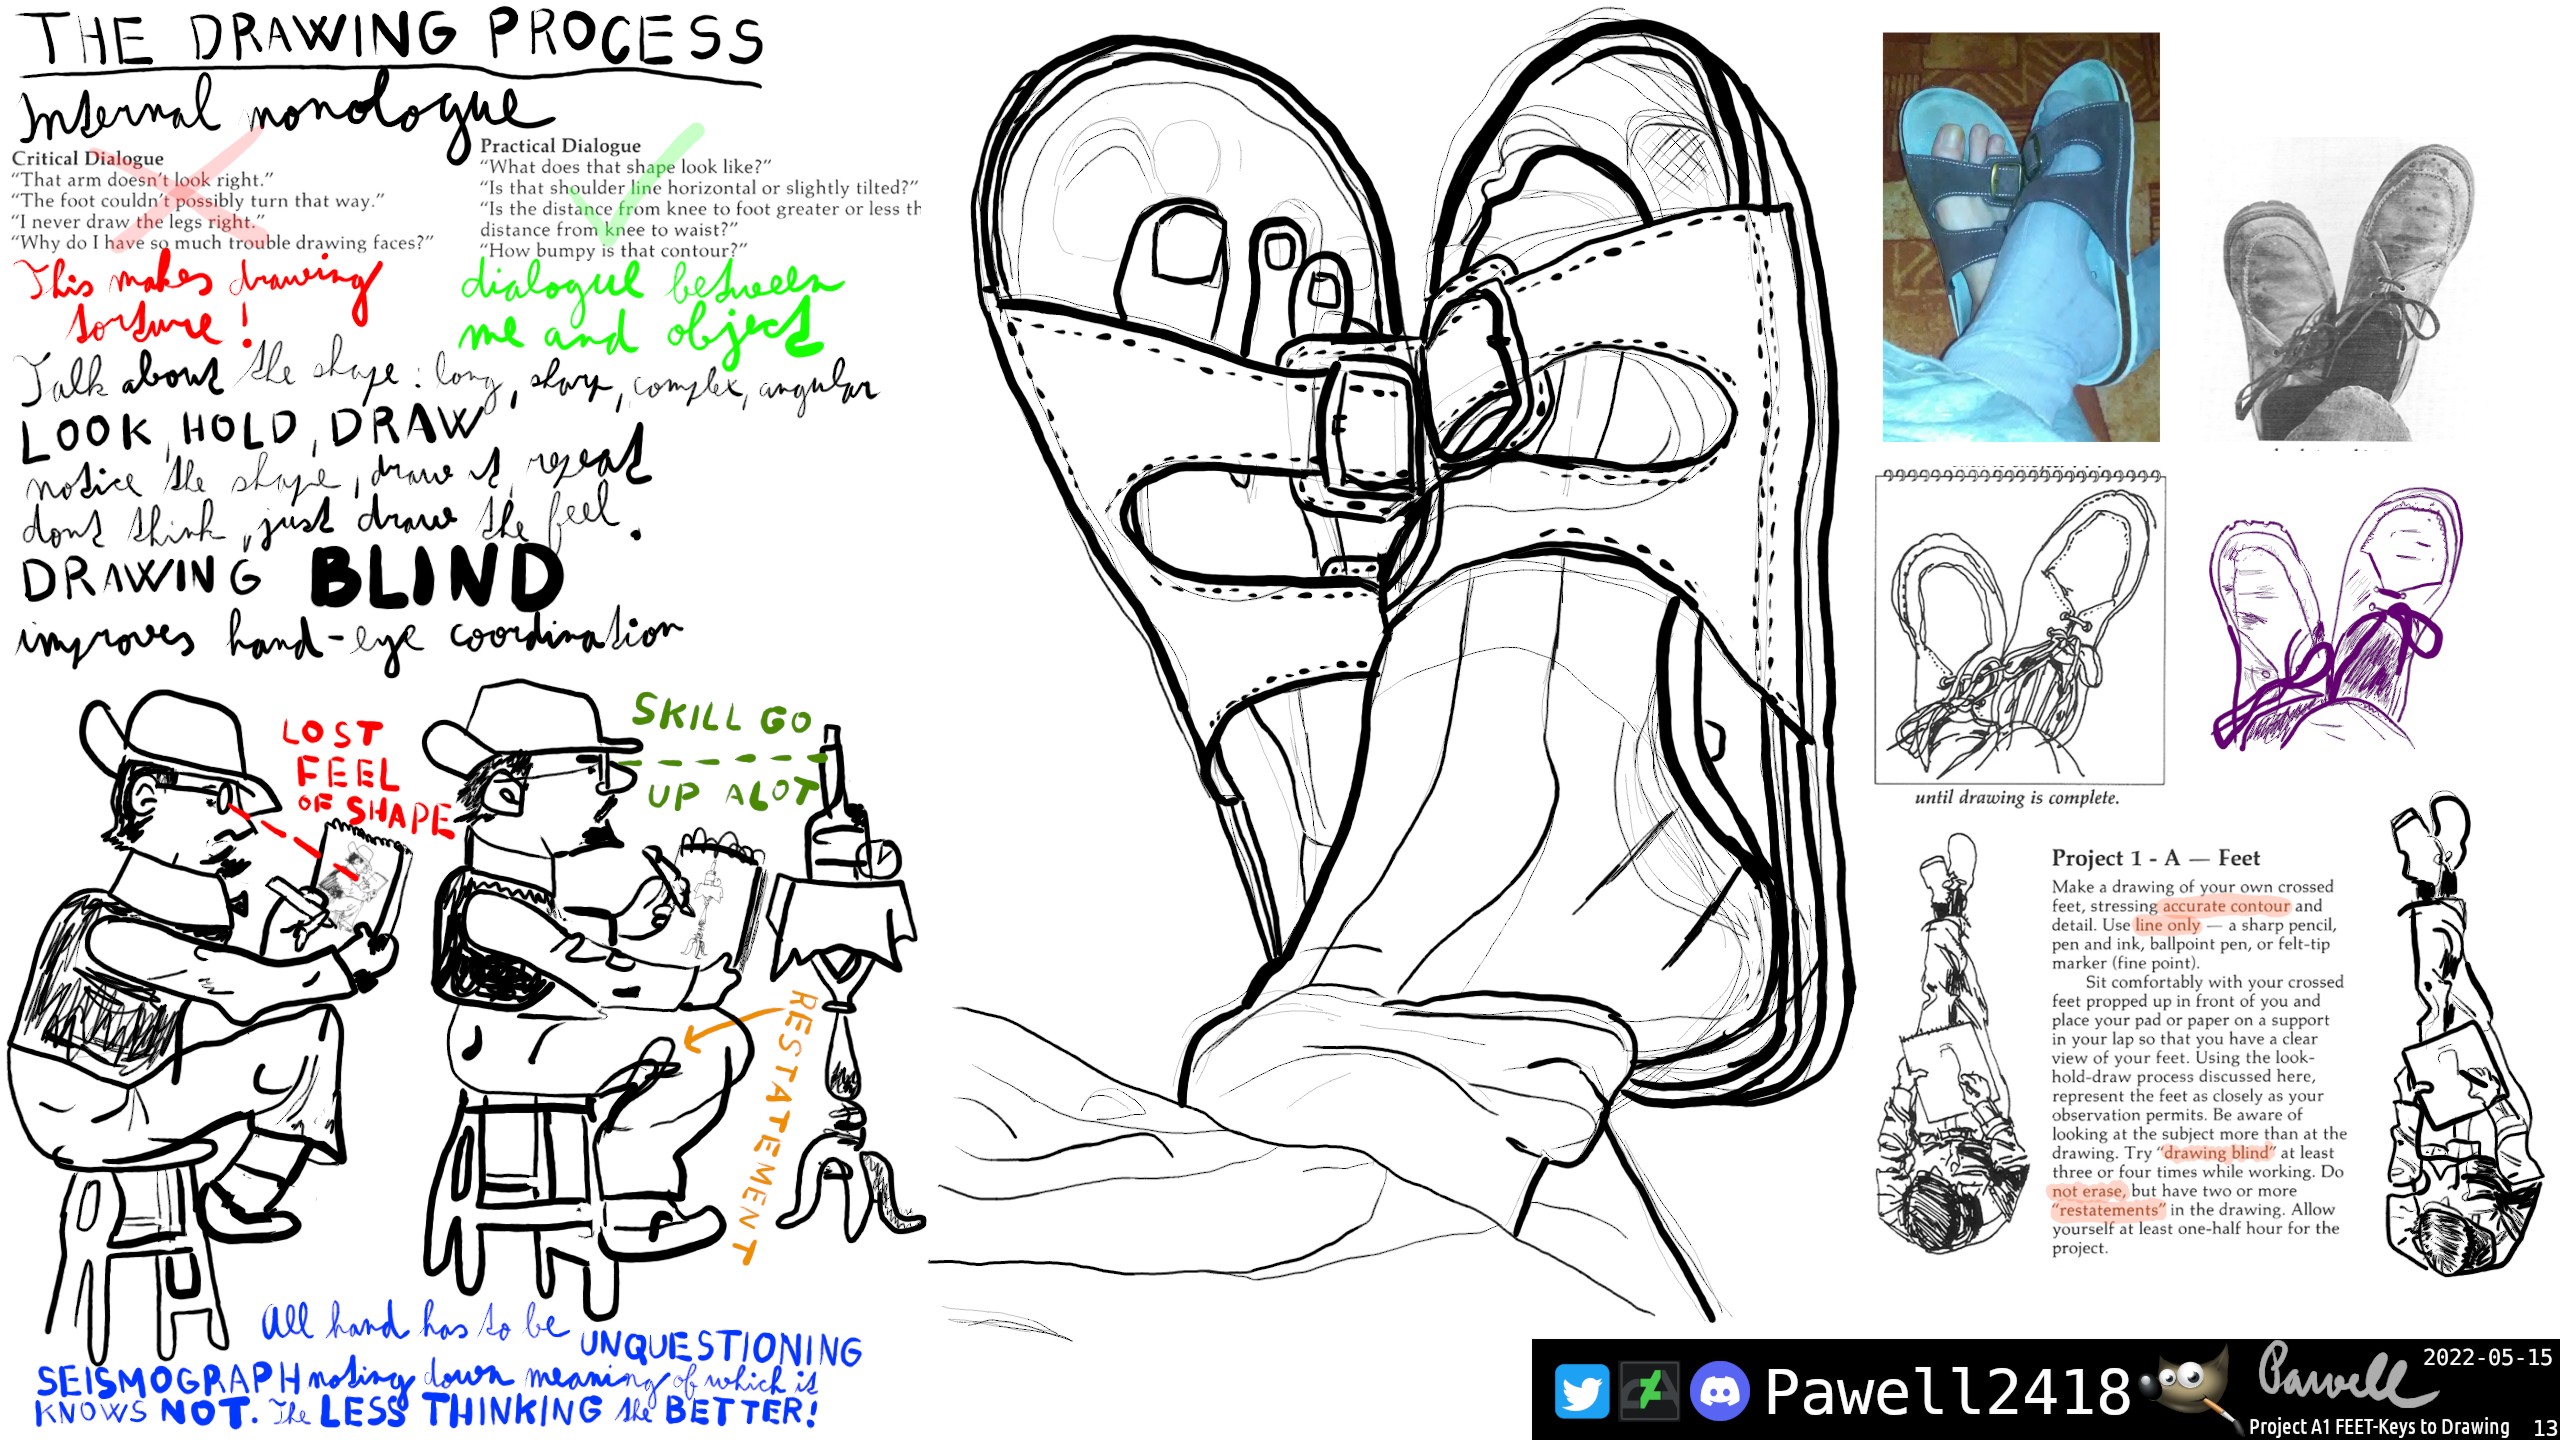 THE DRAWING PROCESS
Internal monologue
Critical Dialogue
“That arm doesn’t look right.”
“The foot couldn’t possibly turn that way.”
“I never draw the legs right.”
“Why do I have so much trouble drawing faces?”
This makes drawing
torture!
Practical Dialogue
“What does that shape look like?”
“Is that shoulder line horizontal or slightly tilted?”
“Is the distance from knee to foot greater or less th
distance from knee to waist?”
“How bumpy is that contour?”
dialogue between
me and object
Talk about the shape: long, sharp, complex, angular
LOOK, HOLD, DRAW
notice the shape, draw it, repeat
dont think, just draw the feel.
DRAWING BLIND
improves hand-eye coordination
LOST
FEEL
OF SHAPE
SKILL GO
UP ALOT
RESTATEMENT
All hand has to be UNQUESTIONING
SEISMOGRAPH noting down meaning of which it
KNOWS NOT. The LESS THINKING the BETTER!
until drawing is complete.
Project 1 - A — Feet
Make a drawing of your own crossed
feet, stressing accurate contour and
detail. Use line only — a sharp pencil,
pen and ink, ballpoint pen, or felt-tip
marker (fine point).
Sit comfortably with your crossed
feet propped up in front of you and
place your pad or paper on a support
in your lap so that you have a clear
view of your feet. Using the look-
hold-draw process discussed here,
represent the feet as closely as your
observation permits. Be aware of
looking at the subject more than at the
drawing. Try “drawing blind” at least
three or four times while working. Do
not erase, but have two or more
“restatements” in the drawing. Allow
yourself at least one-half hour for the
project.
Pawell2418
Pawell
2022-05-15
Project A1 FEET-Keys to Drawing
13